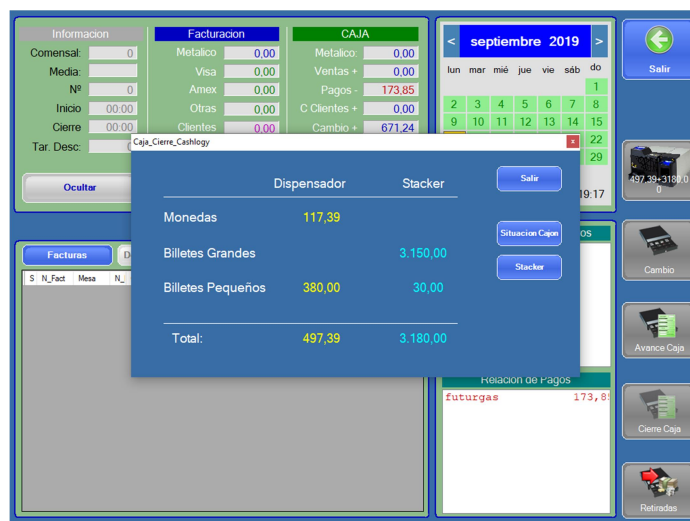 Informacion
Comensal: 0
Media:
Nº 0
Inicio 00:00
Cierre 00:00
Tar. Desc:
Ocultar
Facturacion
Metalico 0,00
Visa 0,00
Amex 0,00
Otras 0,00
Clientes 0,00
CAJA
Metalico: 0,00
Ventas + 0,00
Pagos - 173,85
C Clientes + 0,00
Cambio + 671,24
< septiembre 2019 >
lun mar mié jue vie sáb do
1
2 3 4 5 6 7 8
9 10 11 12 13 14 15
22
29
9:17
Salir
497,39+3180,0
0
Cambio
Avance Caja
Cierre Caja
Retiradas
Caja_Cierre_Cashlogy x
Dispensador Stacker
Monedas 117,39
Billetes Grandes 3.150,00
Billetes Pequeños 380,00 30,00
Total: 497,39 3.180,00
Salir
Situacion Cajon
Stacker
Facturas D
S N_Fact Mesa N_
os
Relacion de Pagos
futurgas 173,8